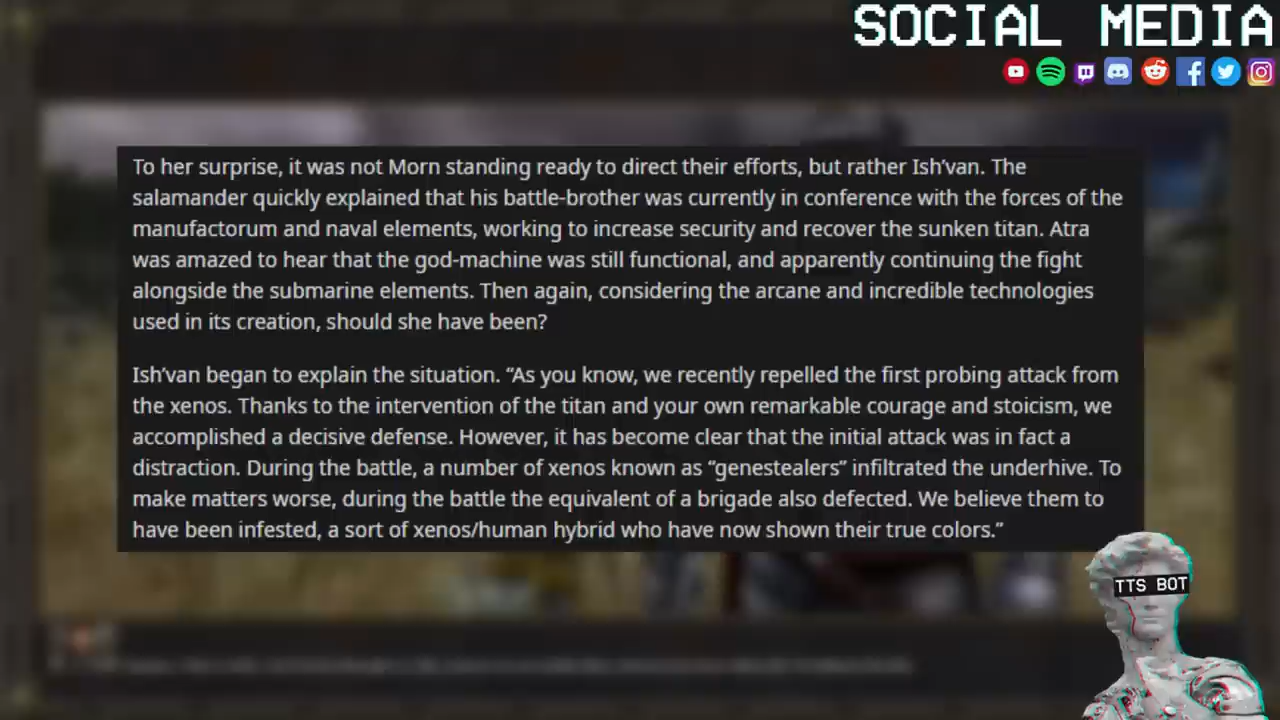 SOCIAL MEDIA
To her surprise, it was not Morn standing ready to direct their efforts, but rather Ish’van. The
salamander quickly explained that his battle-brother was currently in conference with the forces of the
manufactorum and naval elements, working to increase security and recover the sunken titan. Atra
was amazed to hear that the god-machine was still functional, and apparently continuing the fight
alongside the submarine elements. Then again, considering the arcane and incredible technologies
used in its creation, should she have been?
Ish’van began to explain the situation. “As you know, we recently repelled the first probing attack from
the xenos. Thanks to the intervention of the titan and your own remarkable courage and stoicism, we
accomplished a decisive defense. However, it has become clear that the initial attack was in fact a
distraction. During the battle, a number of xenos known as “genestealers” infiltrated the underhive. To
make matters worse, during the battle the equivalent of a brigade also defected. We believe them to
have been infested, a sort of xenos/human hybrid who have now shown their true colors.”
TTS BOT